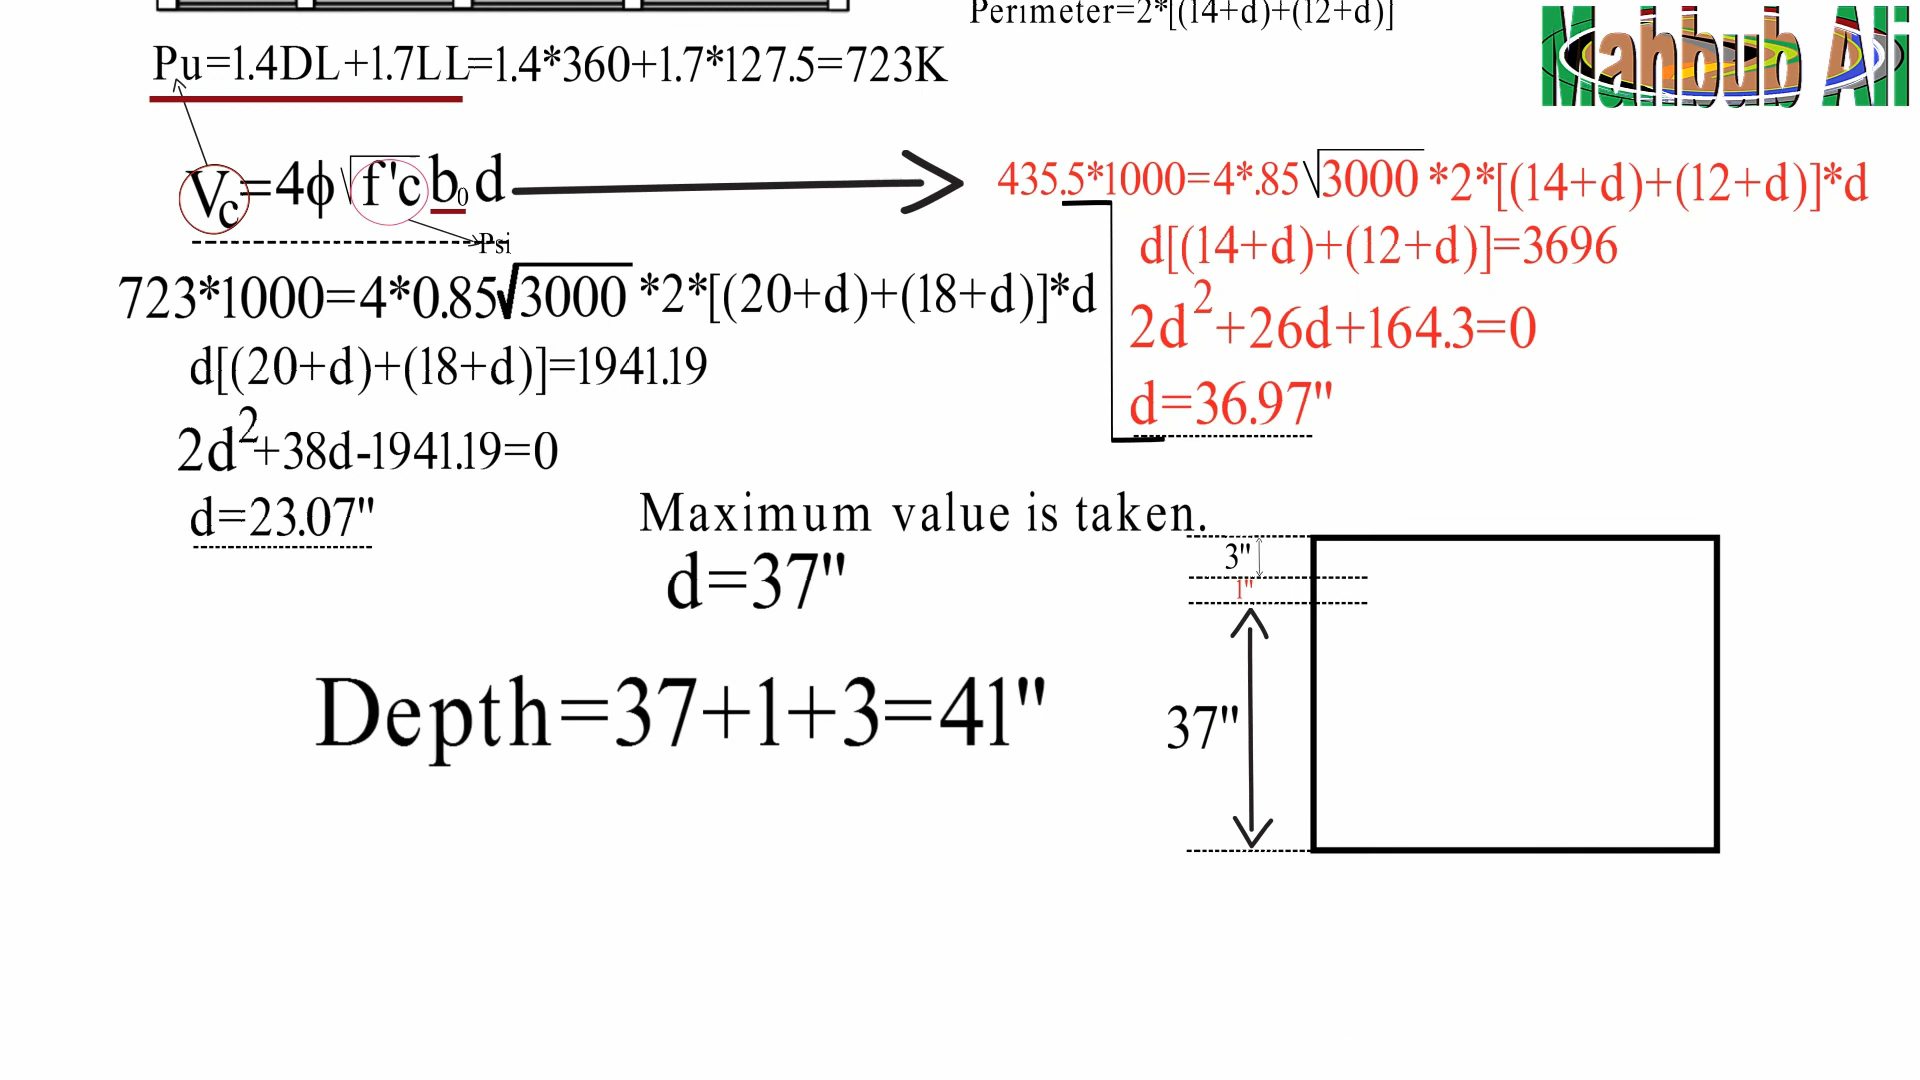 Perimeter=2*[(14+d)+(12+d)]
Mahbub Ali
Pu=1.4DL+1.7LL=1.4*360+1.7*127.5=723K
Vc=4ϕ√f'c b₀d
Psi
723*1000=4*0.85√3000*2*[(20+d)+(18+d)]*d
d[(20+d)+(18+d)]=1941.19
2d²+38d-1941.19=0
d=23.07"
435.5*1000=4*.85√3000*2*[(14+d)+(12+d)]*d
d[(14+d)+(12+d)]=3696
2d²+26d+164.3=0
d=36.97"
Maximum value is taken.
d=37"
Depth=37+1+3=41"
3"
1"
37"